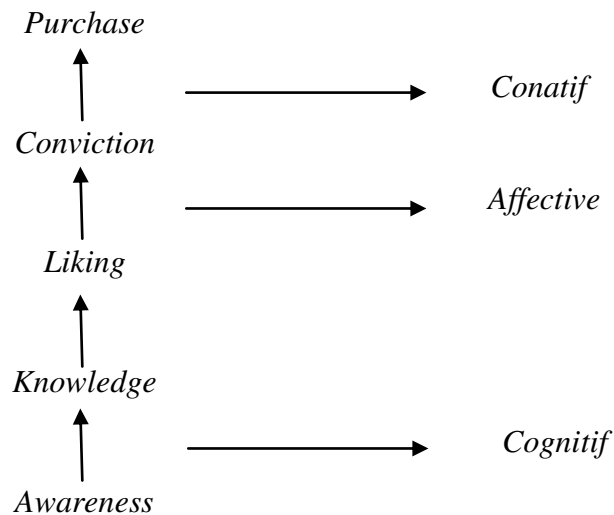 Purchase
Conatif
Conviction
Affective
Liking
Knowledge
Cognitif
Awareness